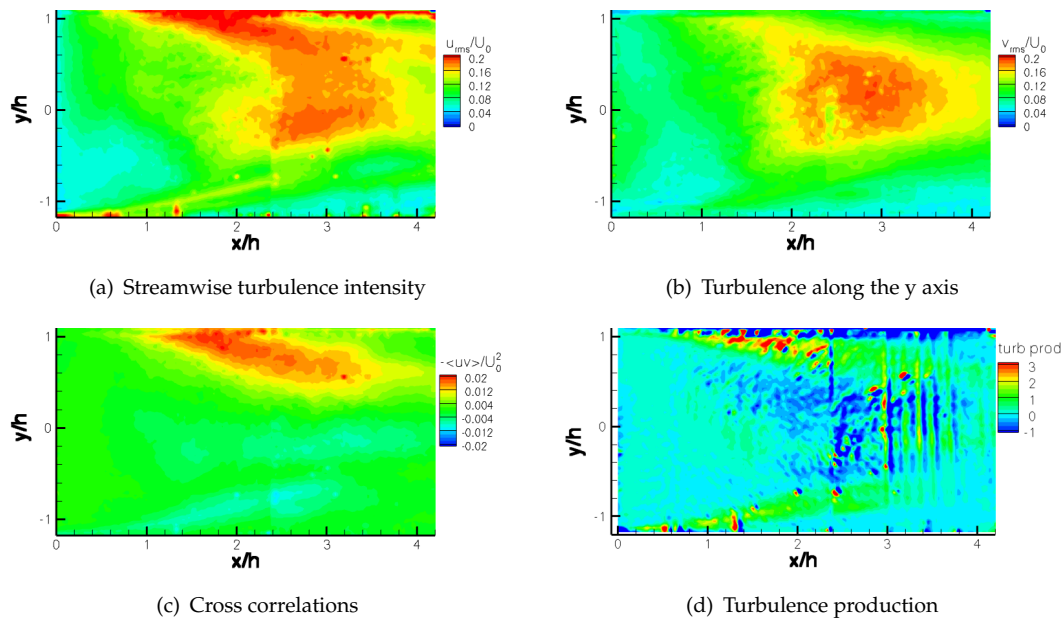 u_rms/U_0
0.2
0.16
0.12
0.08
0.04
0
1
0
-1
y/h
0 1 2 3 4
x/h
(a) Streamwise turbulence intensity
v_rms/U_0
0.2
0.16
0.12
0.08
0.04
0
1
0
-1
y/h
0 1 2 3 4
x/h
(b) Turbulence along the y axis
-<uv>/U_0^2
0.02
0.012
0.004
-0.004
-0.012
-0.02
1
0
-1
y/h
0 1 2 3 4
x/h
(c) Cross correlations
turb prod
3
2
1
0
-1
1
0
-1
y/h
0 1 2 3 4
x/h
(d) Turbulence production